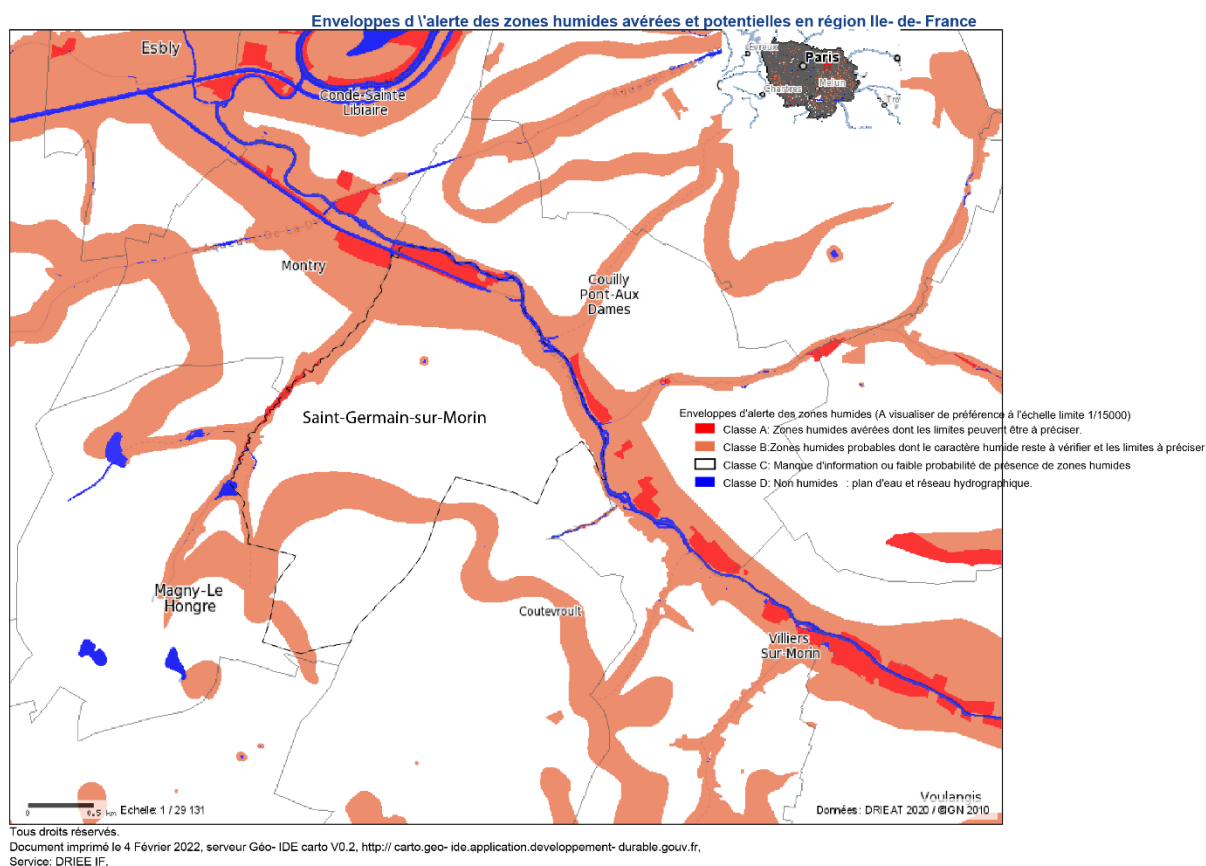 Enveloppes d \'alerte des zones humides avérées et potentielles en région Ile- de- France
Esbly
Condé-Sainte
Libiaire
Evreux
Paris
Chartres
Melun
Montry
Couilly
Pont-Aux
Dames
Saint-Germain-sur-Morin
Enveloppes d'alerte des zones humides (A visualiser de préférence à l'échelle limite 1/15000)
Classe A: Zones humides avérées dont les limites peuvent être à préciser.
Classe B:Zones humides probables dont le caractère humide reste à vérifier et les limites à préciser
Classe C: Manque d'information ou faible probabilité de présence de zones humides
Classe D: Non humides : plan d'eau et réseau hydrographique.
Magny-Le
Hongre
Coutevroult
Villiers
Sur-Morin
Voulangis
0 0.5 km Echelle: 1 / 29 131
Données : DRIEAT 2020 / ©IGN 2010
Tous droits réservés.
Document imprimé le 4 Février 2022, serveur Géo- IDE carto V0.2, http:// carto.geo- ide.application.developpement- durable.gouv.fr,
Service: DRIEE IF.